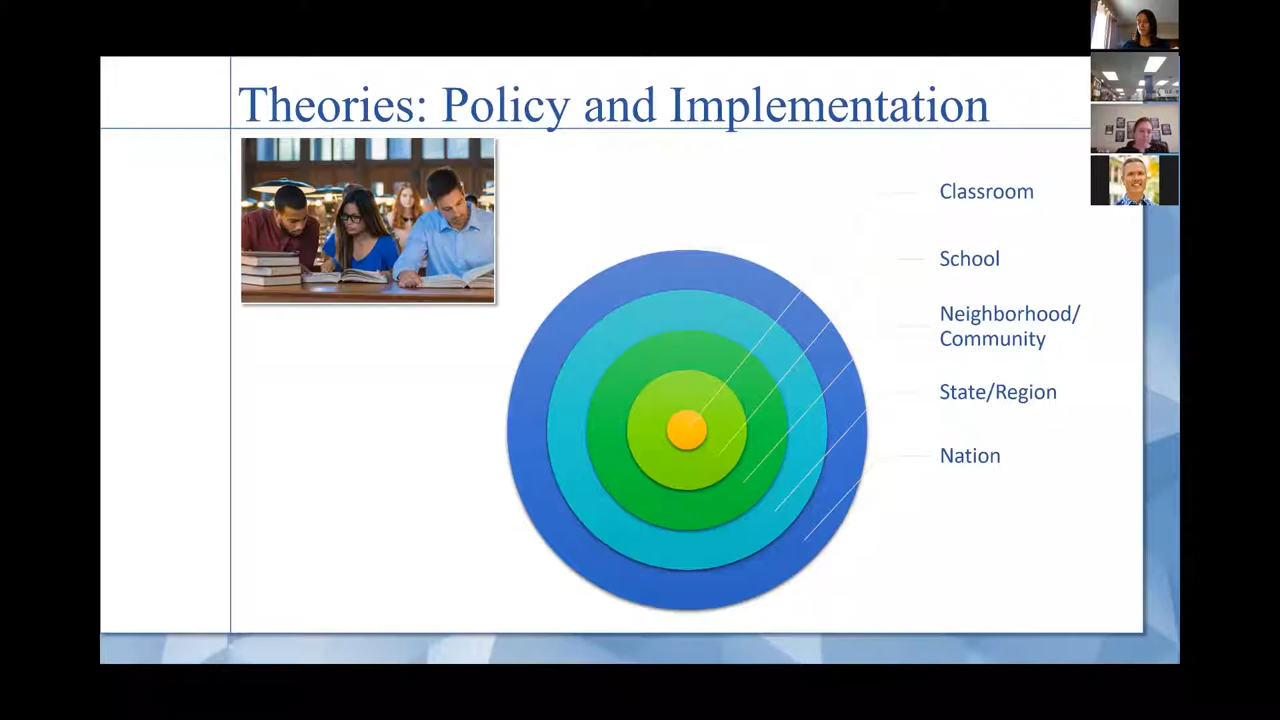 Theories: Policy and Implementation
Classroom
School
Neighborhood/
Community
State/Region
Nation